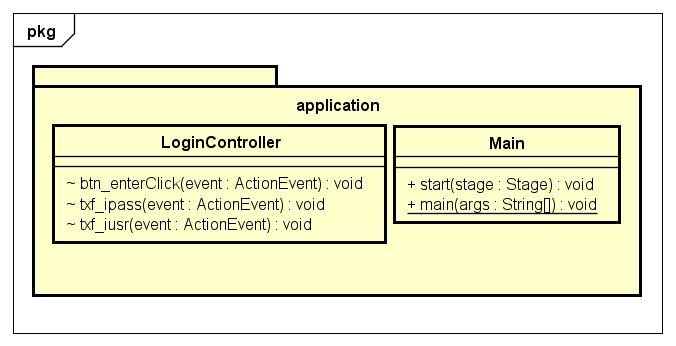 pkg
application
LoginController
~ btn_enterClick(event : ActionEvent) : void
~ txf_ipass(event : ActionEvent) : void
~ txf_iusr(event : ActionEvent) : void
Main
+ start(stage : Stage) : void
+ main(args : String[]) : void